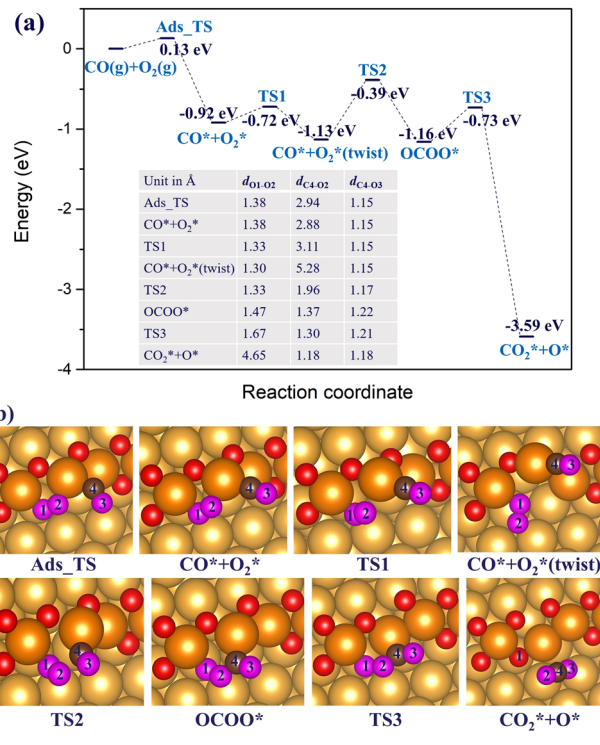 (a)
Ads_TS
0
0.13 eV
CO(g)+O₂(g)
TS2
-0.92 eV
TS1
-0.39 eV
TS3
-1
CO*+O₂*
-0.72 eV
-1.13 eV
-1.16 eV
-0.73 eV
CO*+O₂*(twist)
OCOO*
Energy (eV)
Unit in Å d_O1-O2 d_C4-O2 d_C4-O3
Ads_TS 1.38 2.94 1.15
CO*+O₂* 1.38 2.88 1.15
TS1 1.33 3.11 1.15
CO*+O₂*(twist) 1.30 5.28 1.15
TS2 1.33 1.96 1.17
OCOO* 1.47 1.37 1.22
TS3 1.67 1.30 1.21
CO₂*+O* 4.65 1.18 1.18
-2
-3
-3.59 eV
CO₂*+O*
-4
Reaction coordinate
b)
1 2 4 3
1 2 4 3
1 2 4 3
1 2 4 3
Ads_TS CO*+O₂* TS1 CO*+O₂*(twist)
1 2 4 3
1 2 4 3
1 2 4 3
1 2 4 3
TS2 OCOO* TS3 CO₂*+O*